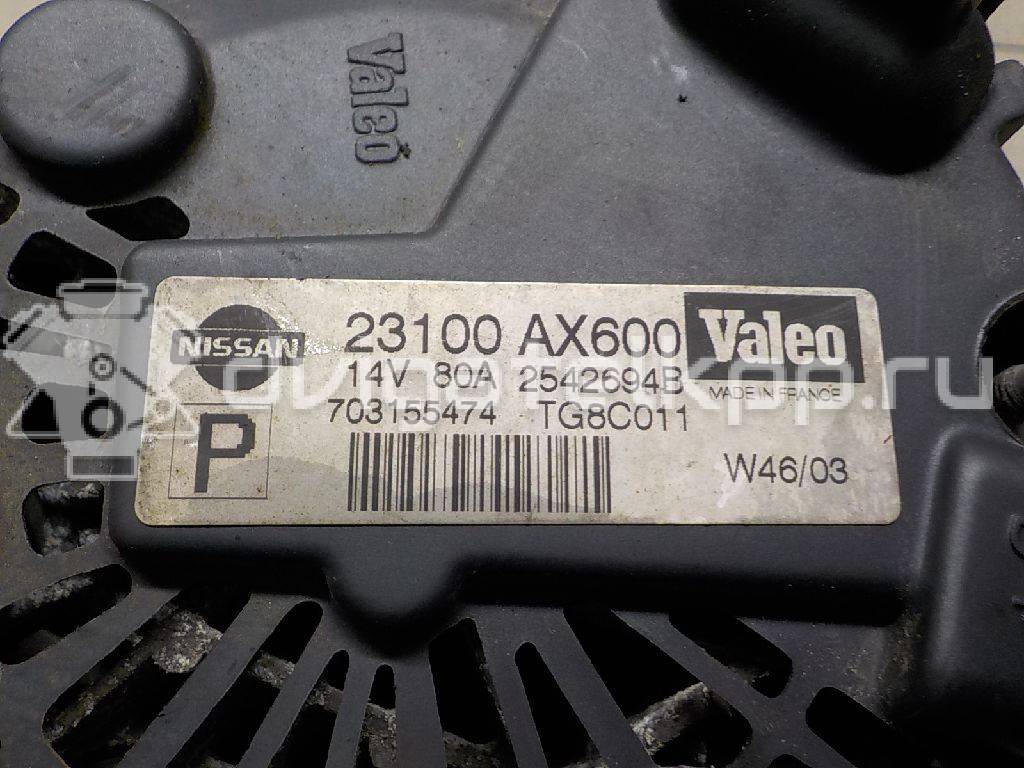 Valeo
NISSAN
23100 AX600
Valeo
14V 80A 2542694B
MADE IN FRANCE
703155474 TG8C011
P
W46/03